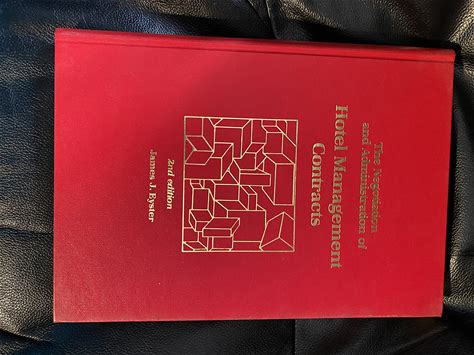 The Negotiation
and Administration of
Hotel Management
Contracts
2nd edition
James J. Eyster